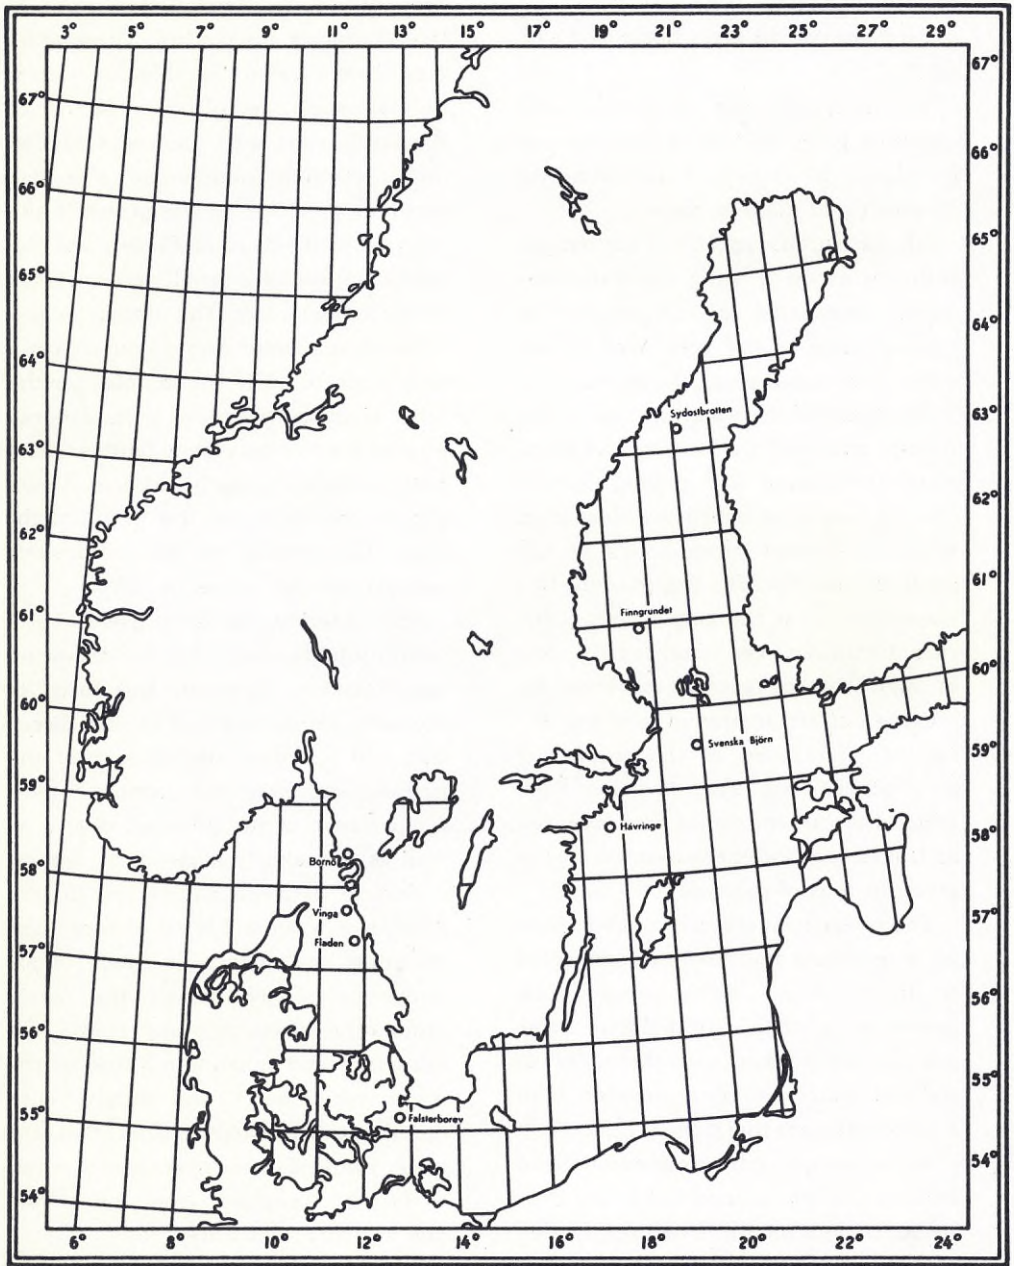 3° 5° 7° 9° 11° 13° 15° 17° 19° 21° 23° 25° 27° 29°
67° 67°
66° 66°
65° 65°
64° 64°
63° 63°
Sydostbrotten
62° 62°
61° 61°
Finngrundet
60° 60°
59° 59°
Svenska Björn
58° 58°
Hävringe
Bornö
57° 57°
Vinga
Fladen
56° 56°
55° 55°
Falsterborev
54° 54°
6° 8° 10° 12° 14° 16° 18° 20° 22° 24°